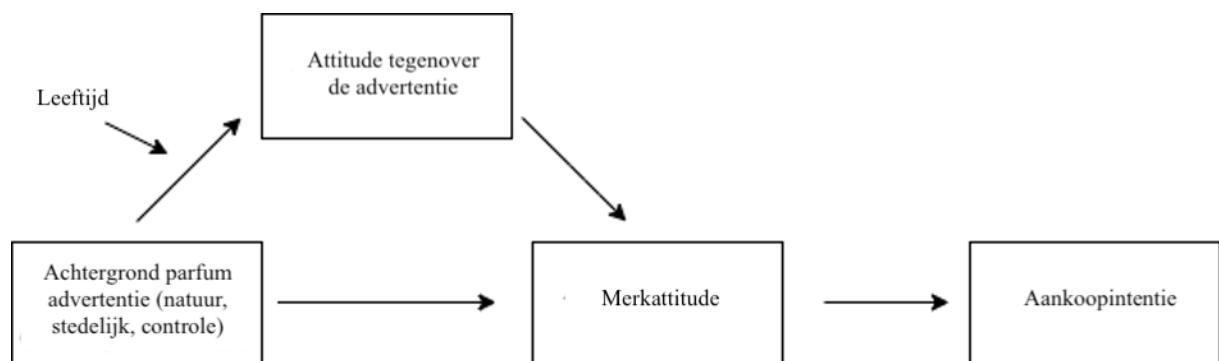 Attitude tegenover
de advertentie
Leeftijd
Achtergrond parfum
advertentie (natuur,
stedelijk, controle)
Merkattitude
Aankoopintentie